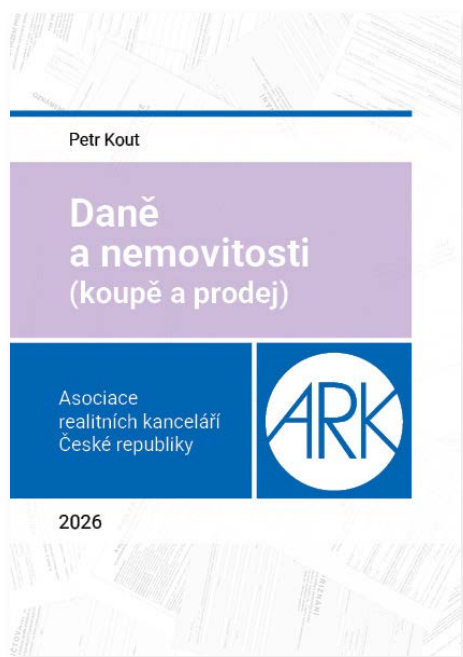 Petr Kout
Daně
a nemovitosti
(koupě a prodej)
Asociace
realitních kanceláří
České republiky
ARK
2026